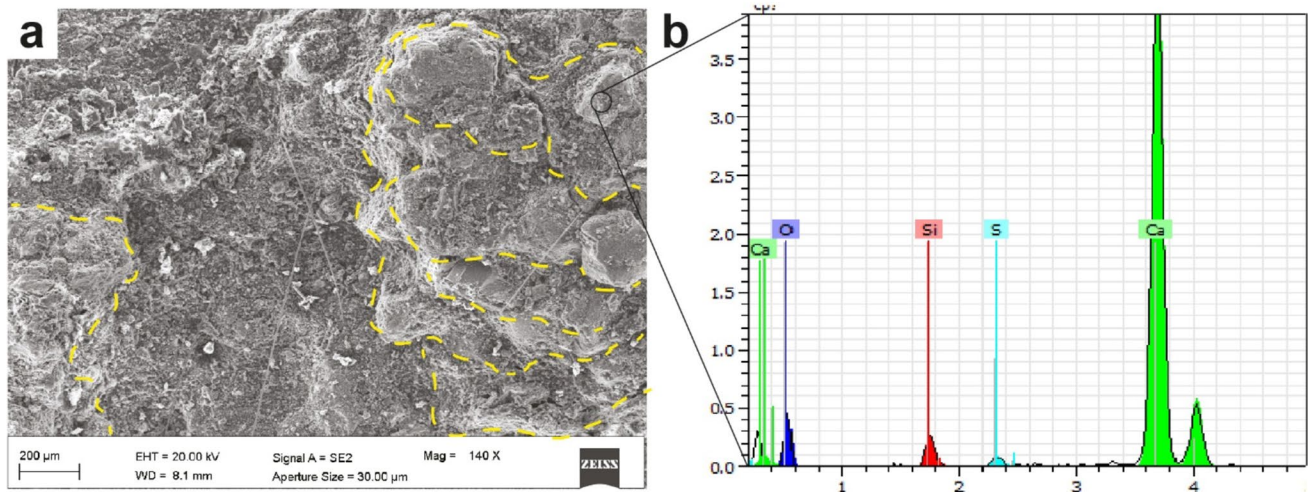 a
200 µm
EHT = 20.00 kV
WD = 8.1 mm
Signal A = SE2
Aperture Size = 30.00 µm
Mag = 140 X
ZEISS
b
3.5
3.0
2.5
2.0
1.5
1.0
0.5
0.0
Ca
O
Si
S
Ca
1
2
3
4